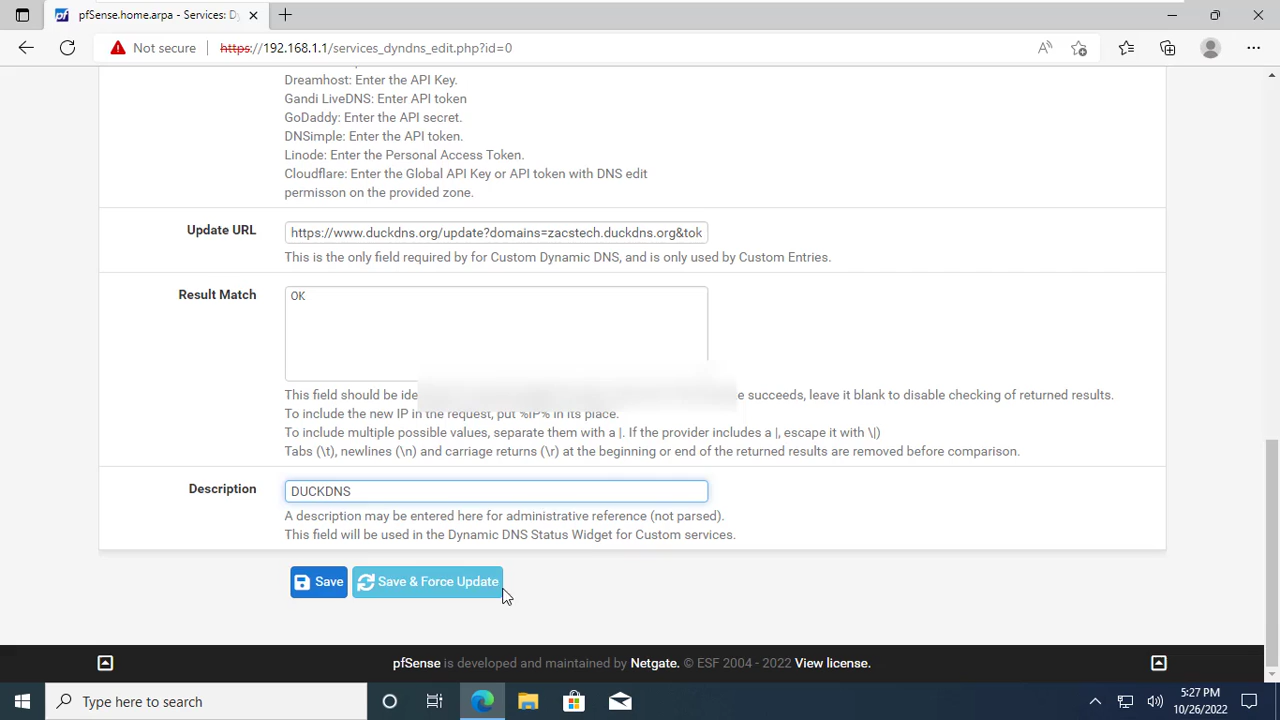 pfSense.home.arpa - Services: Dy
Not secure https://192.168.1.1/services_dyndns_edit.php?id=0
Dreamhost: Enter the API Key.
Gandi LiveDNS: Enter API token
GoDaddy: Enter the API secret.
DNSimple: Enter the API token.
Linode: Enter the Personal Access Token.
Cloudflare: Enter the Global API Key or API token with DNS edit
permisson on the provided zone.
Update URL https://www.duckdns.org/update?domains=zacstech.duckdns.org&tok
This is the only field required by for Custom Dynamic DNS, and is only used by Custom Entries.
Result Match OK
This field should be ide succeeds, leave it blank to disable checking of returned results.
To include the new IP in the request, put %IP% in its place.
To include multiple possible values, separate them with a |. If the provider includes a |, escape it with \|)
Tabs (\t), newlines (\n) and carriage returns (\r) at the beginning or end of the returned results are removed before comparison.
Description DUCKDNS
A description may be entered here for administrative reference (not parsed).
This field will be used in the Dynamic DNS Status Widget for Custom services.
Save Save & Force Update
pfSense is developed and maintained by Netgate. © ESF 2004 - 2022 View license.
Type here to search
5:27 PM
10/26/2022